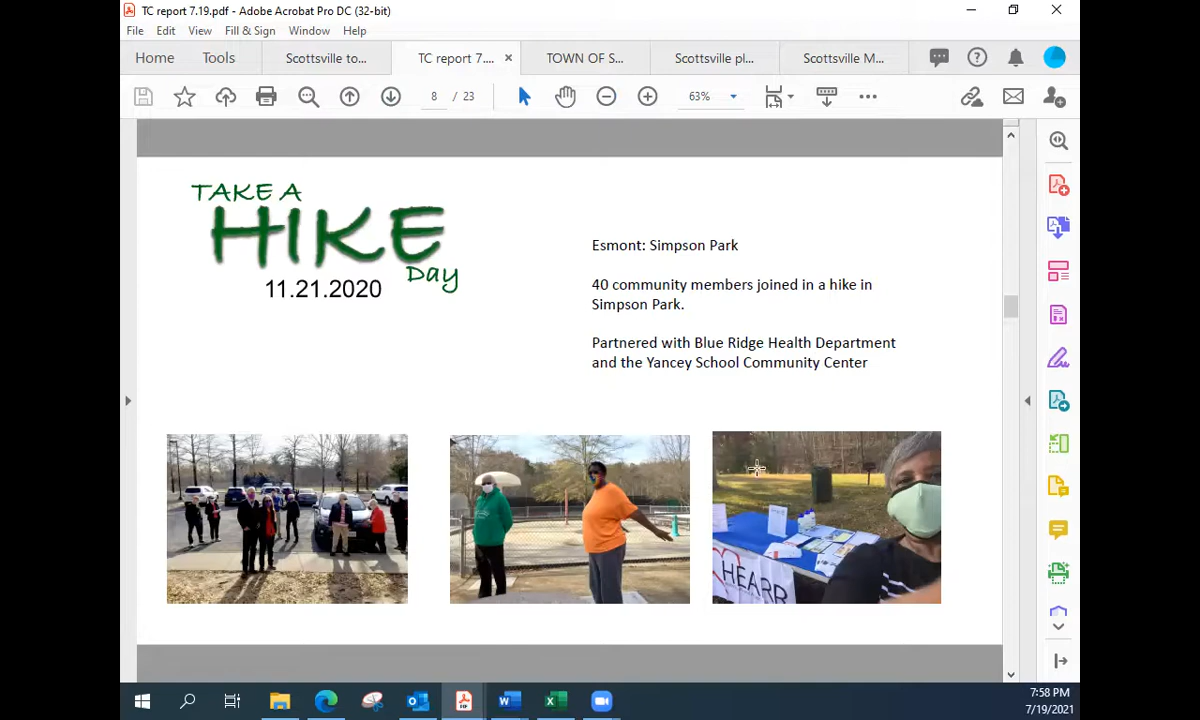 TC report 7.19.pdf - Adobe Acrobat Pro DC (32-bit)
File Edit View Fill & Sign Window Help
Home Tools Scottsville to... TC report 7.... TOWN OF S... Scottsville pl... Scottsville M...
8 / 23 63%
TAKE A
HIKE
Day
11.21.2020
Esmont: Simpson Park
40 community members joined in a hike in
Simpson Park.
Partnered with Blue Ridge Health Department
and the Yancey School Community Center
HEARR
7:58 PM
7/19/2021